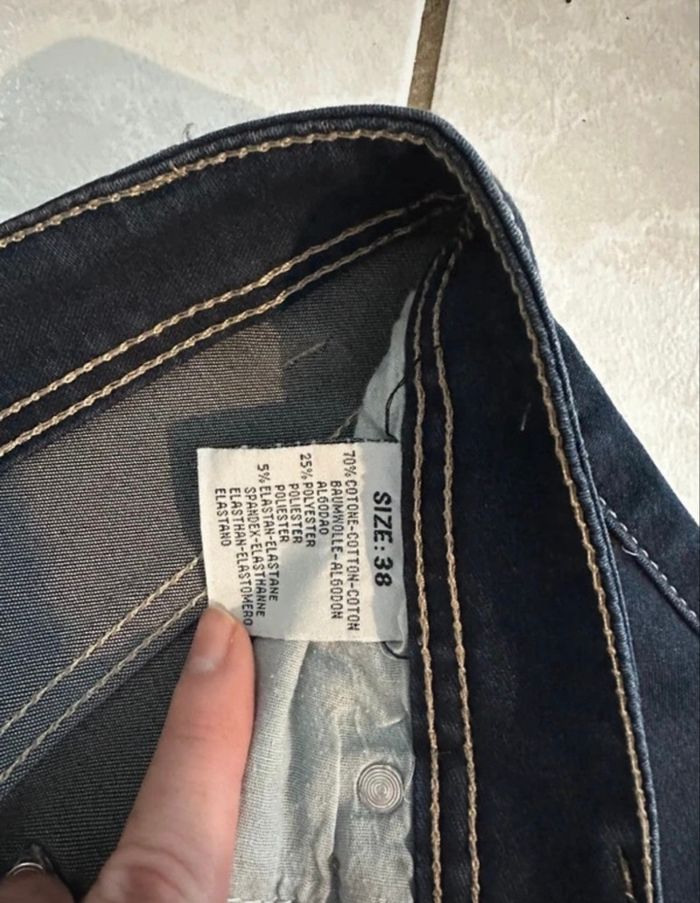 SIZE: 38
70% COTONE-COTTON-COTON
BAUMWOLLE-ALGODON
ALGODAO
25% POLYESTER
POLIESTER
POLIESTER
5% ELASTAN-ELASTANE
SPANDEX-ELASTHANNE
ELASTHAN-ELASTOMERO
ELASTANO